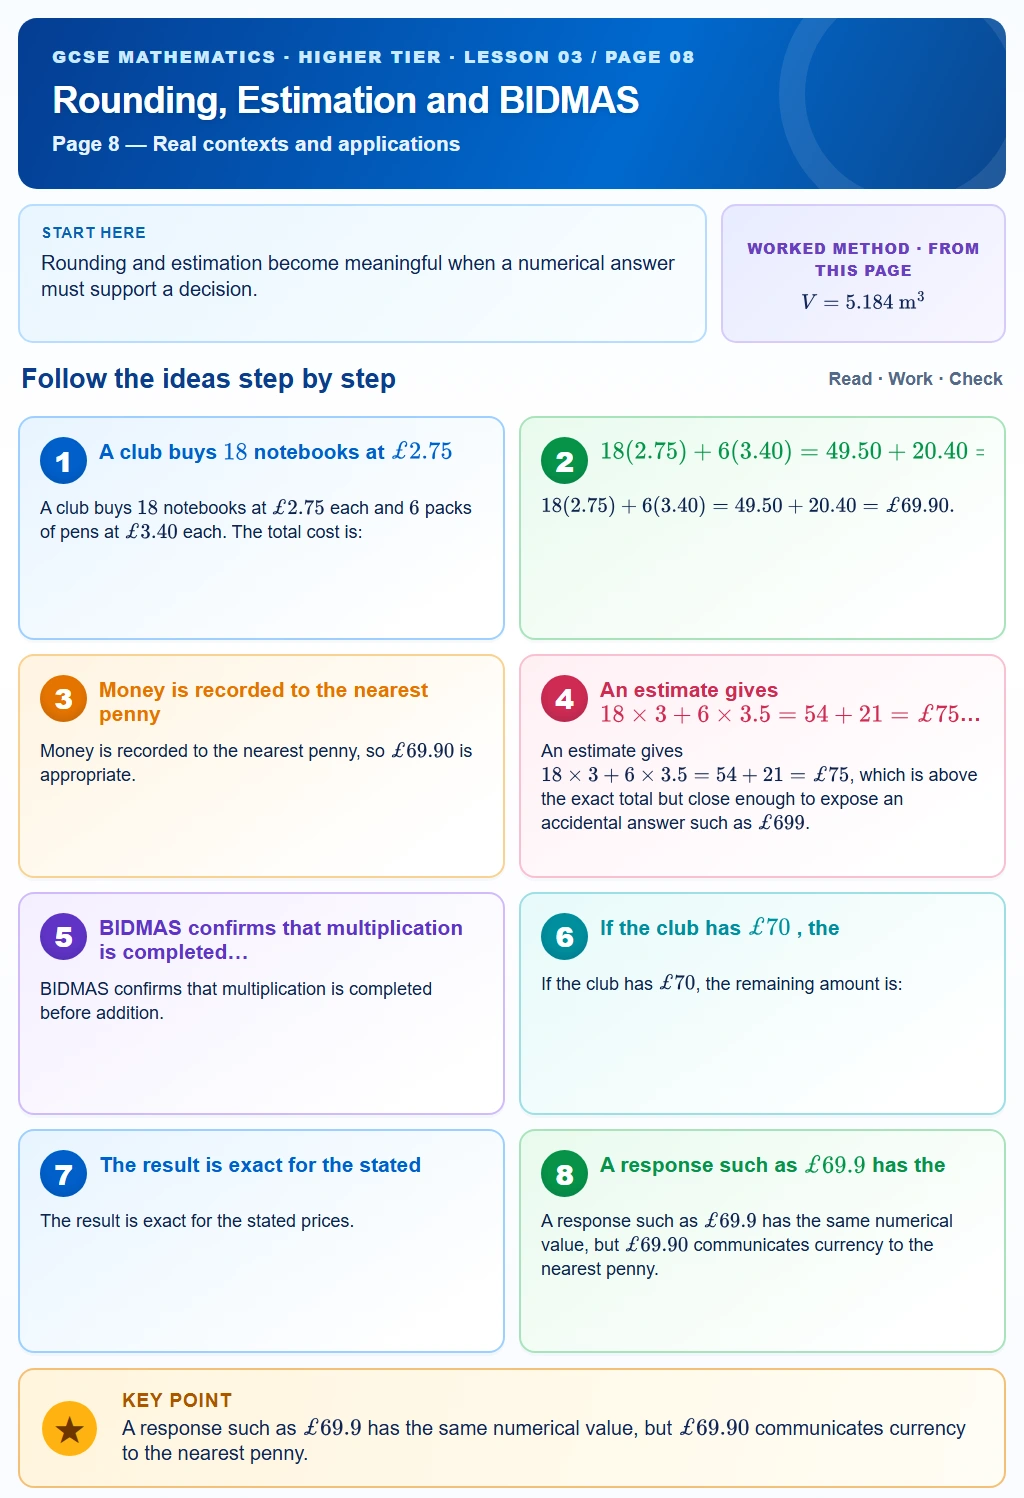 GCSE MATHEMATICS · HIGHER TIER · LESSON 03 / PAGE 08
Rounding, Estimation and BIDMAS
Page 8 — Real contexts and applications
START HERE
Rounding and estimation become meaningful when a numerical answer
must support a decision.
WORKED METHOD · FROM
THIS PAGE
V = 5.184 m³
Follow the ideas step by step
Read · Work · Check
1
A club buys 18 notebooks at £2.75
A club buys 18 notebooks at £2.75 each and 6 packs
of pens at £3.40 each. The total cost is:
2
18(2.75) + 6(3.40) = 49.50 + 20.40 =
18(2.75) + 6(3.40) = 49.50 + 20.40 = £69.90.
3
Money is recorded to the nearest
penny
Money is recorded to the nearest penny, so £69.90 is
appropriate.
4
An estimate gives
18 × 3 + 6 × 3.5 = 54 + 21 = £75…
An estimate gives
18 × 3 + 6 × 3.5 = 54 + 21 = £75, which is above
the exact total but close enough to expose an
accidental answer such as £699.
5
BIDMAS confirms that multiplication
is completed…
BIDMAS confirms that multiplication is completed
before addition.
6
If the club has £70 , the
If the club has £70, the remaining amount is:
7
The result is exact for the stated
The result is exact for the stated prices.
8
A response such as £69.9 has the
A response such as £69.9 has the same numerical
value, but £69.90 communicates currency to the
nearest penny.
KEY POINT
A response such as £69.9 has the same numerical value, but £69.90 communicates currency
to the nearest penny.